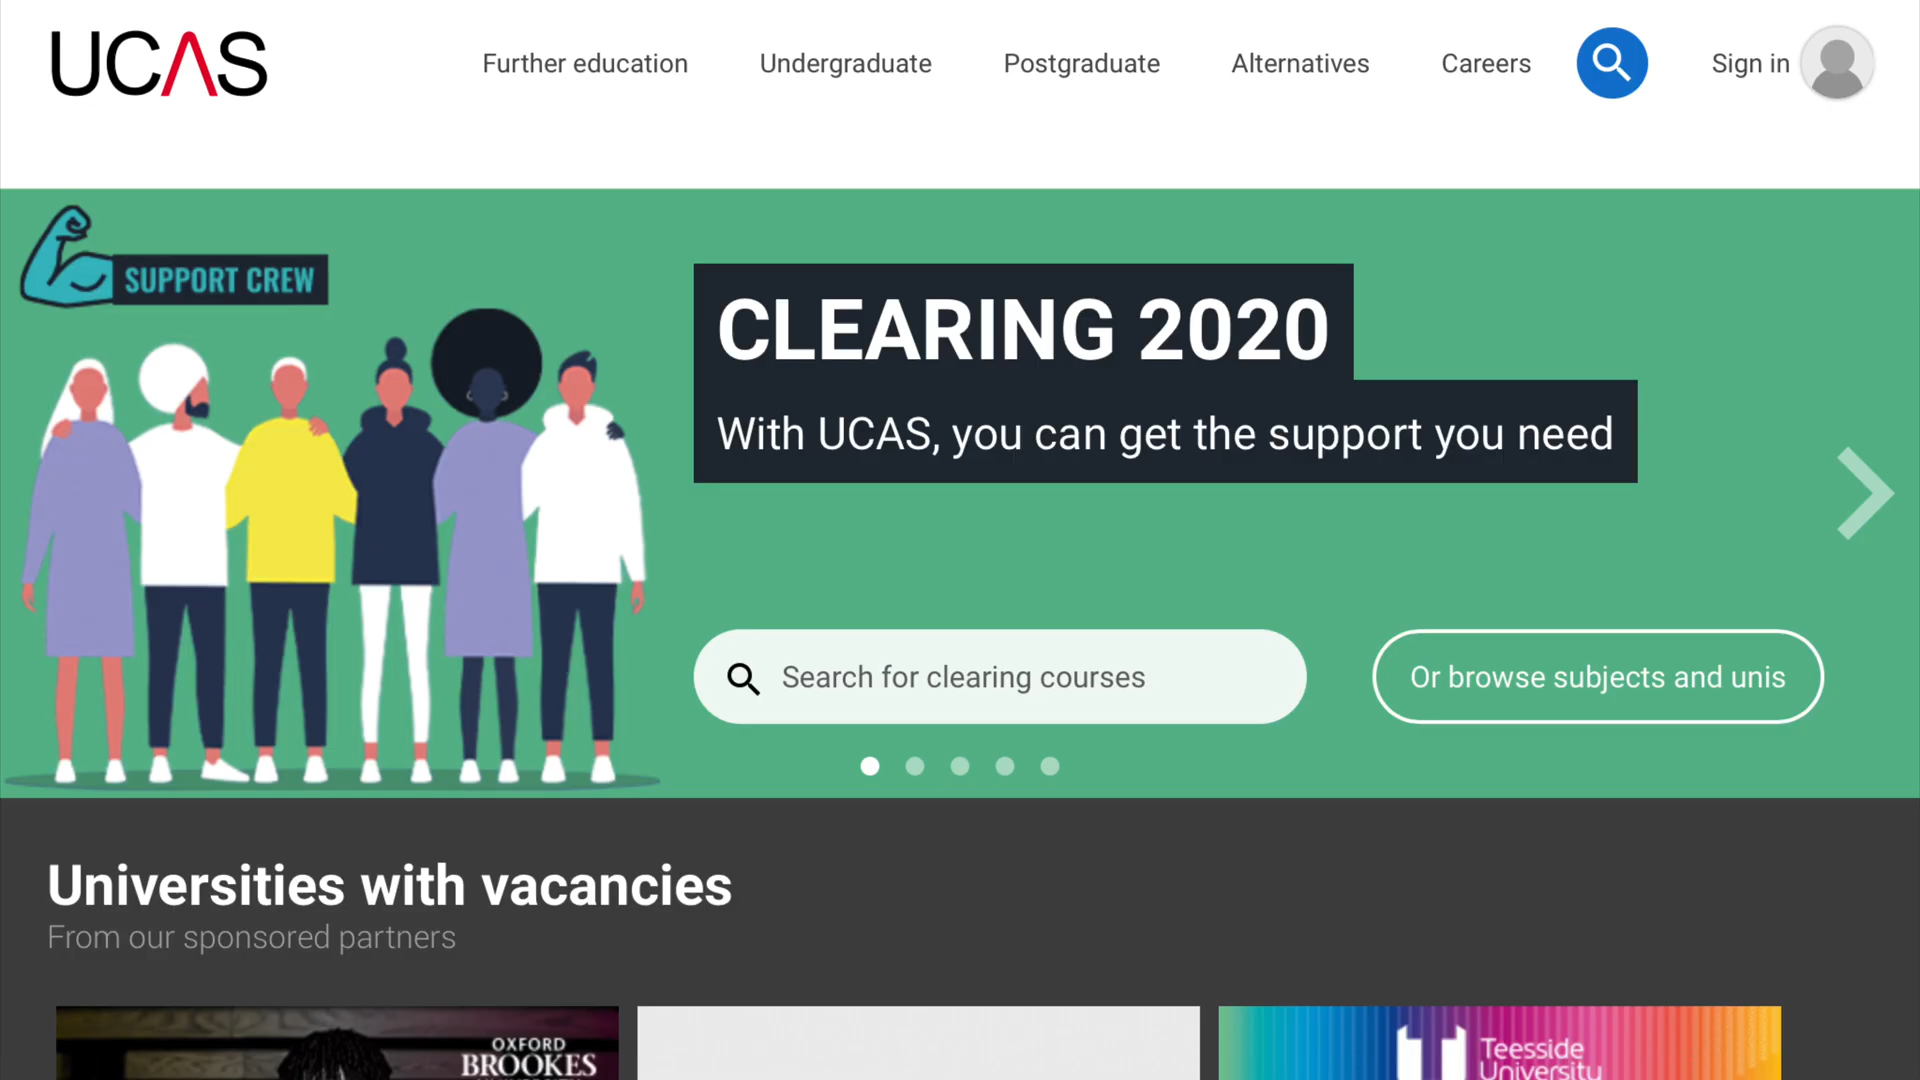 UCAS
Further education
Undergraduate
Postgraduate
Alternatives
Careers
Sign in
SUPPORT CREW
CLEARING 2020
With UCAS, you can get the support you need
Search for clearing courses
Or browse subjects and unis
Universities with vacancies
From our sponsored partners
OXFORD
BROOKES
Teesside
University